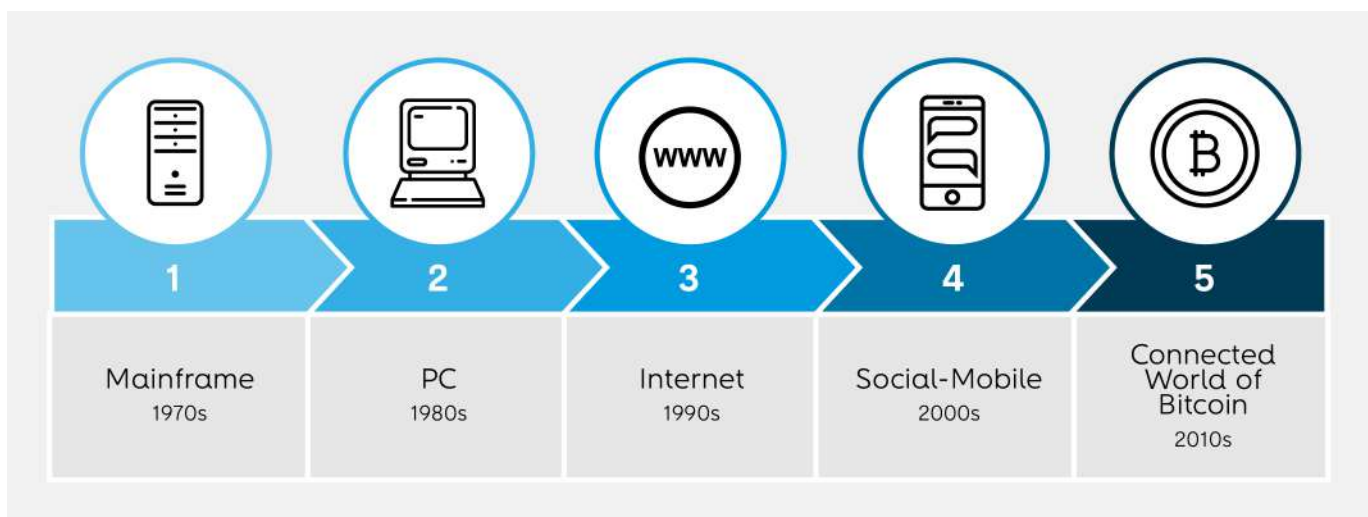 www
1
2
3
4
5
Mainframe
1970s
PC
1980s
Internet
1990s
Social-Mobile
2000s
Connected
World of
Bitcoin
2010s